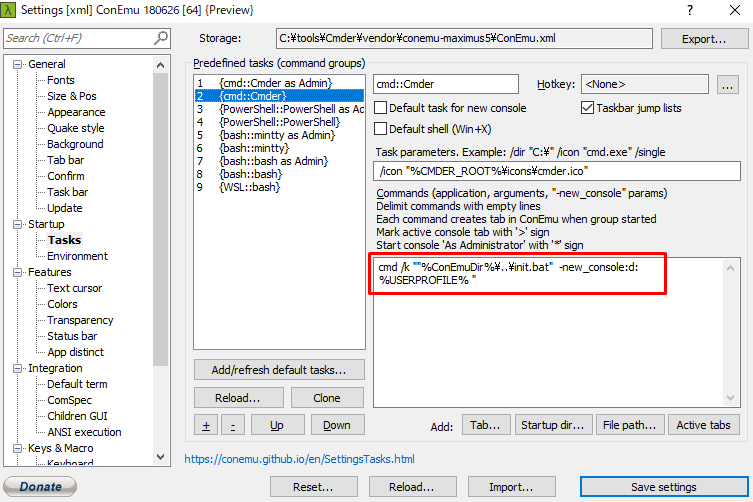 Settings [xml] ConEmu 180626 [64] {Preview}
Search (Ctrl+F)
Storage:
C:¥tools¥Cmder¥vendor¥conemu-maximus5¥ConEmu.xml
Export...
General
Fonts
Size & Pos
Appearance
Quake style
Background
Tab bar
Confirm
Task bar
Update
Startup
Tasks
Environment
Features
Text cursor
Colors
Transparency
Status bar
App distinct
Integration
Default term
ComSpec
Children GUI
ANSI execution
Keys & Macro
Keyboard
Predefined tasks (command groups)
1 {cmd::Cmder as Admin}
2 {cmd::Cmder}
3 {PowerShell::PowerShell as Ad
4 {PowerShell::PowerShell}
5 {bash::mintty as Admin}
6 {bash::mintty}
7 {bash::bash as Admin}
8 {bash::bash}
9 {WSL::bash}
Add/refresh default tasks...
Reload...
Clone
+
-
Up
Down
cmd::Cmder
Hotkey:
<None>
...
Default task for new console
Taskbar jump lists
Default shell (Win+X)
Task parameters. Example: /dir "C:¥" /icon "cmd.exe" /single
/icon "%CMDER_ROOT%¥icons¥cmder.ico"
Commands (application, arguments, "-new_console" params)
Delimit commands with empty lines
Each command creates tab in ConEmu when group started
Mark active console tab with '>' sign
Start console 'As Administrator' with '*' sign
cmd /k ""%ConEmuDir%¥..¥init.bat" -new_console:d:
%USERPROFILE% "
Add:
Tab...
Startup dir...
File path...
Active tabs
https://conemu.github.io/en/SettingsTasks.html
Donate
Reset...
Reload...
Import...
Save settings